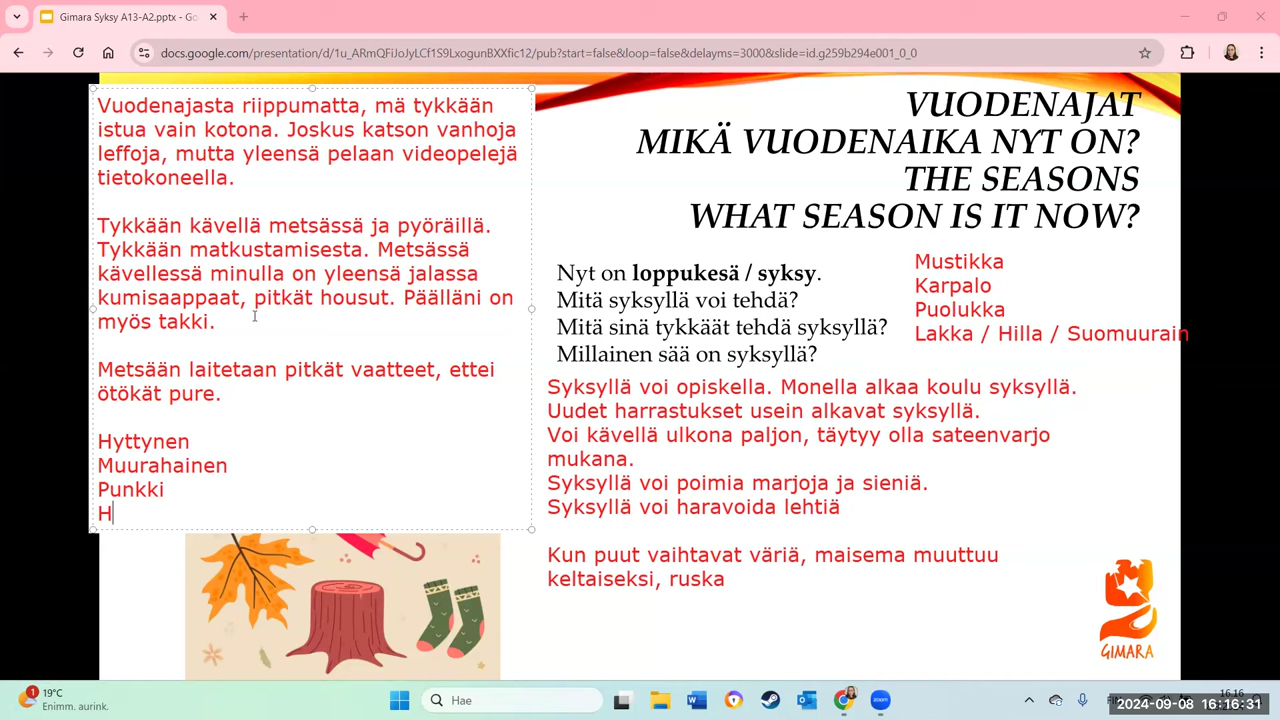 Gimara Syksy A13-A2.pptx - Go
docs.google.com/presentation/d/1u_ARmQFiJoJyLCf1S9LxogunBXXfic12/pub?start=false&loop=false&delayms=3000&slide=id.g259b294e001_0_0
Vuodenajasta riippumatta, mä tykkään
istua vain kotona. Joskus katson vanhoja
leffoja, mutta yleensä pelaan videopelejä
tietokoneella.
Tykkään kävellä metsässä ja pyöräillä.
Tykkään matkustamisesta. Metsässä
kävellessä minulla on yleensä jalassa
kumisaappaat, pitkät housut. Päälläni on
myös takki.
Metsään laitetaan pitkät vaatteet, ettei
ötökät pure.
Hyttynen
Muurahainen
Punkki
H
VUODENAJAT
MIKÄ VUODENAIKA NYT ON?
THE SEASONS
WHAT SEASON IS IT NOW?
Nyt on loppukesä / syksy.
Mitä syksyllä voi tehdä?
Mitä sinä tykkäät tehdä syksyllä?
Millainen sää on syksyllä?
Mustikka
Karpalo
Puolukka
Lakka / Hilla / Suomuurain
Syksyllä voi opiskella. Monella alkaa koulu syksyllä.
Uudet harrastukset usein alkavat syksyllä.
Voi kävellä ulkona paljon, täytyy olla sateenvarjo
mukana.
Syksyllä voi poimia marjoja ja sieniä.
Syksyllä voi haravoida lehtiä
Kun puut vaihtavat väriä, maisema muuttuu
keltaiseksi, ruska
GIMARA
1
19°C
Enimm. aurink.
Hae
FIN
16.16
2024-09-08 16:16:31